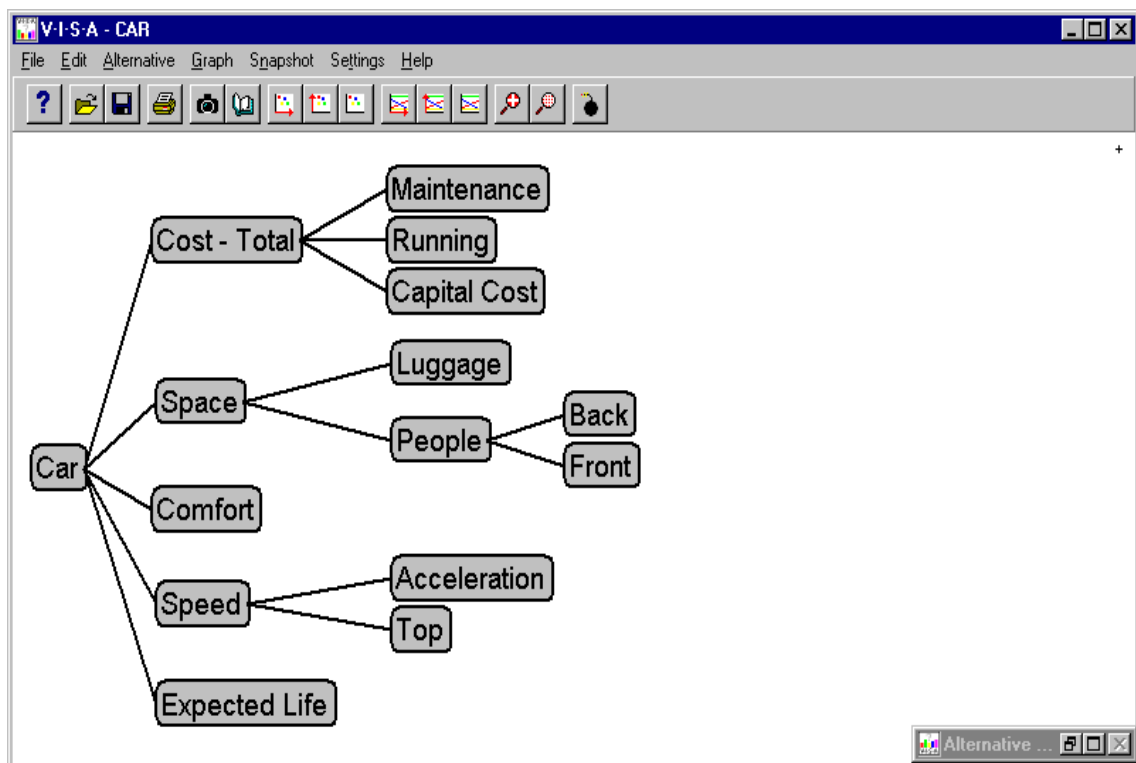 V·I·S·A - CAR
File Edit Alternative Graph Snapshot Settings Help
?
Maintenance
Cost - Total
Running
Capital Cost
Luggage
Space
Back
People
Front
Car
Comfort
Acceleration
Speed
Top
Expected Life
Alternative ...